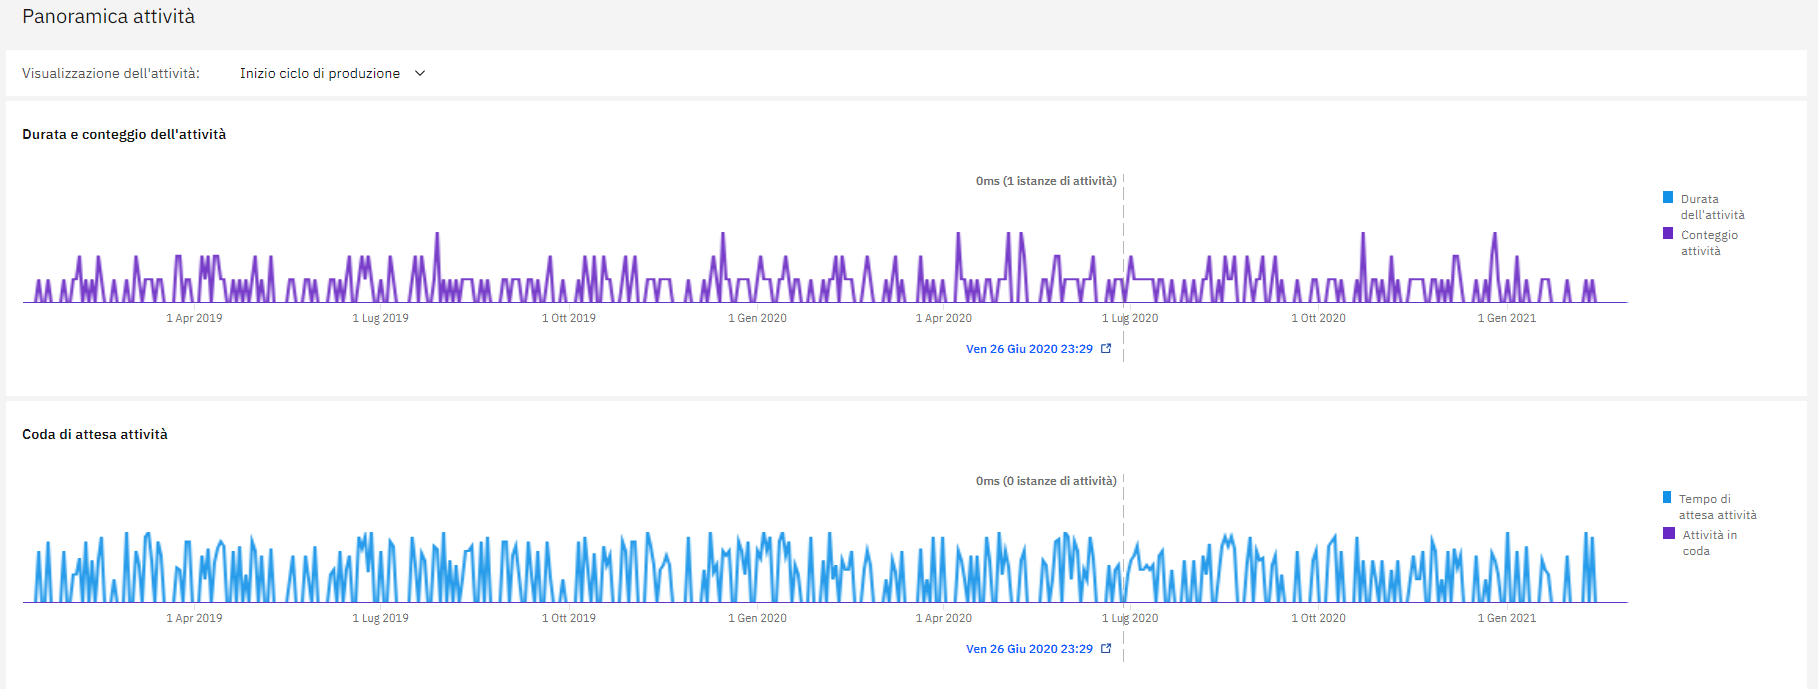 Panoramica attività
Visualizzazione dell'attività: Inizio ciclo di produzione
Durata e conteggio dell'attività
0ms (1 istanze di attività)
Durata
dell'attività
Conteggio
attività
1 Apr 2019 1 Lug 2019 1 Ott 2019 1 Gen 2020 1 Apr 2020 1 Lug 2020 1 Ott 2020 1 Gen 2021
Ven 26 Giu 2020 23:29
Coda di attesa attività
0ms (0 istanze di attività)
Tempo di
attesa attività
Attività in
coda
1 Apr 2019 1 Lug 2019 1 Ott 2019 1 Gen 2020 1 Apr 2020 1 Lug 2020 1 Ott 2020 1 Gen 2021
Ven 26 Giu 2020 23:29